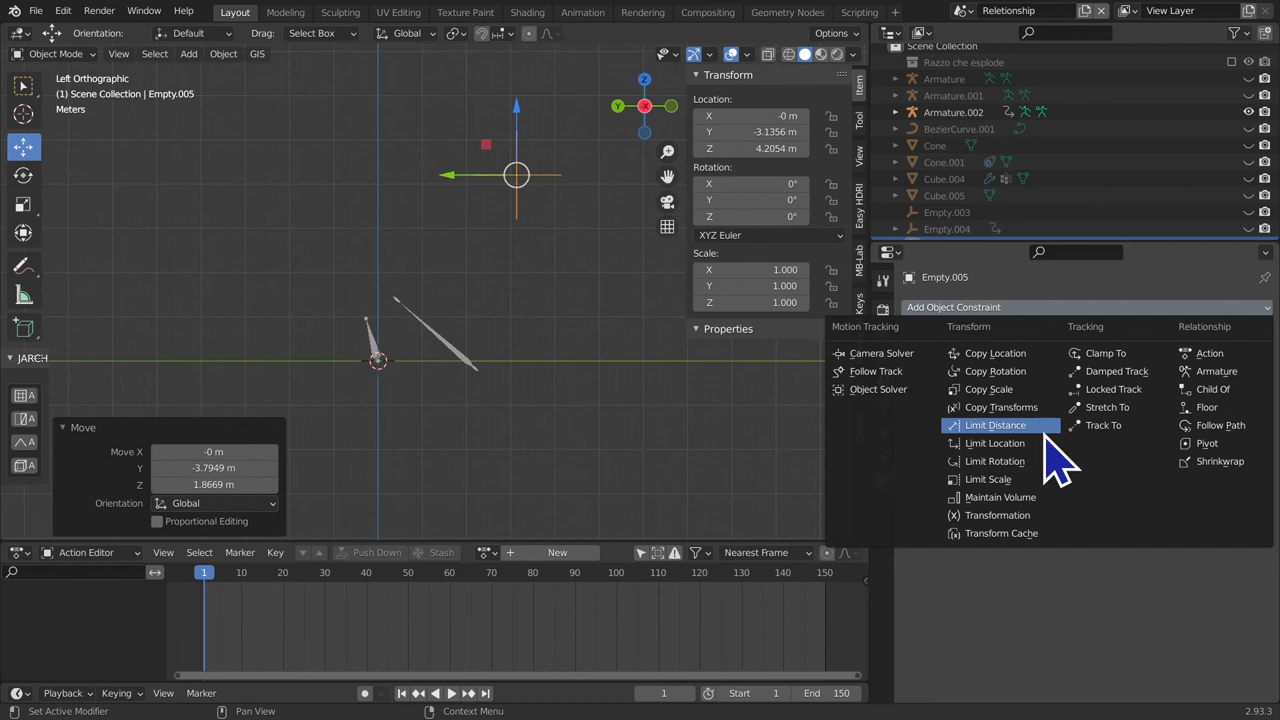 File Edit Render Window Help Layout Modeling Sculpting UV Editing Texture Paint Shading Animation Rendering Compositing Geometry Nodes Scripting + Relationship View Layer
Orientation: Default Drag: Select Box Global Options
Object Mode View Select Add Object GIS Global
Left Orthographic
(1) Scene Collection | Empty.005
Meters
Z
Y
X
Transform
Location:
X -0 m
Y -3.1356 m
Z 4.2054 m
Rotation:
X 0°
Y 0°
Z 0°
XYZ Euler
Scale:
X 1.000
Y 1.000
Z 1.000
Properties
Item
Tool
View
Easy HDRI
MB-Lab
Keys
Scene Collection
Razzo che esplode
Armature
Armature.001
Armature.002
BezierCurve.001
Cone
Cone.001
Cube.004
Cube.005
Empty.003
Empty.004
Empty.005
Add Object Constraint
Motion Tracking
Camera Solver
Follow Track
Object Solver
Transform
Copy Location
Copy Rotation
Copy Scale
Copy Transforms
Limit Distance
Limit Location
Limit Rotation
Limit Scale
Maintain Volume
Transformation
Transform Cache
Tracking
Clamp To
Damped Track
Locked Track
Stretch To
Track To
Relationship
Action
Armature
Child Of
Floor
Follow Path
Pivot
Shrinkwrap
JARCH
Move
Move X -0 m
Y -3.7949 m
Z 1.8669 m
Orientation Global
Proportional Editing
Action Editor View Select Marker Key Push Down Stash + New Nearest Frame
1 10 20 30 40 50 60 70 80 90 100 110 120 130 140 150
Playback Keying View Marker 1 Start 1 End 150
Set Active Modifier Pan View Context Menu 2.93.3